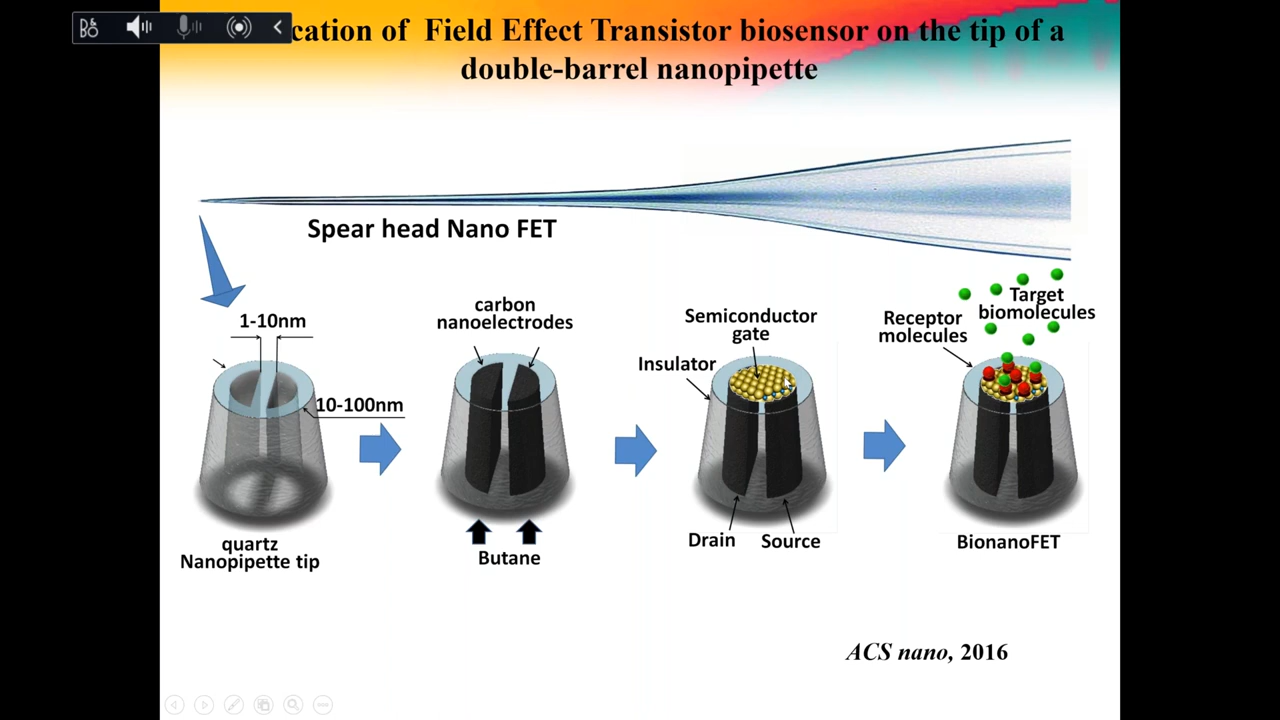 cation of Field Effect Transistor biosensor on the tip of a
double-barrel nanopipette
Spear head Nano FET
1-10nm
10-100nm
quartz
Nanopipette tip
carbon
nanoelectrodes
Butane
Semiconductor
gate
Insulator
Drain
Source
Target
biomolecules
Receptor
molecules
BionanoFET
ACS nano, 2016